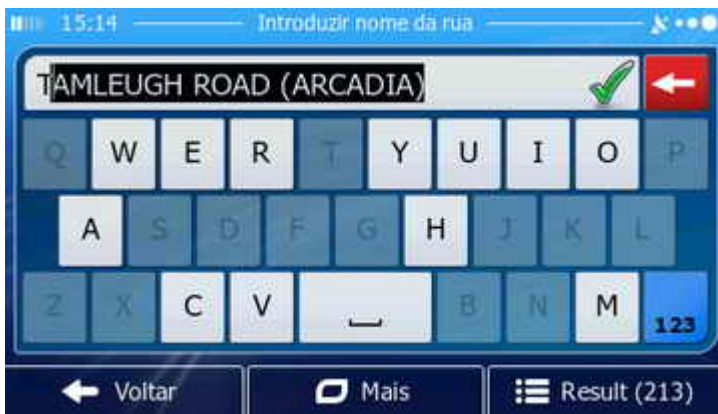 15:14 Introduzir nome da rua
TAMLEUGH ROAD (ARCADIA)
Q W E R T Y U I O P
A S D F G H J K L
Z X C V B N M 123
Voltar Mais Result (213)